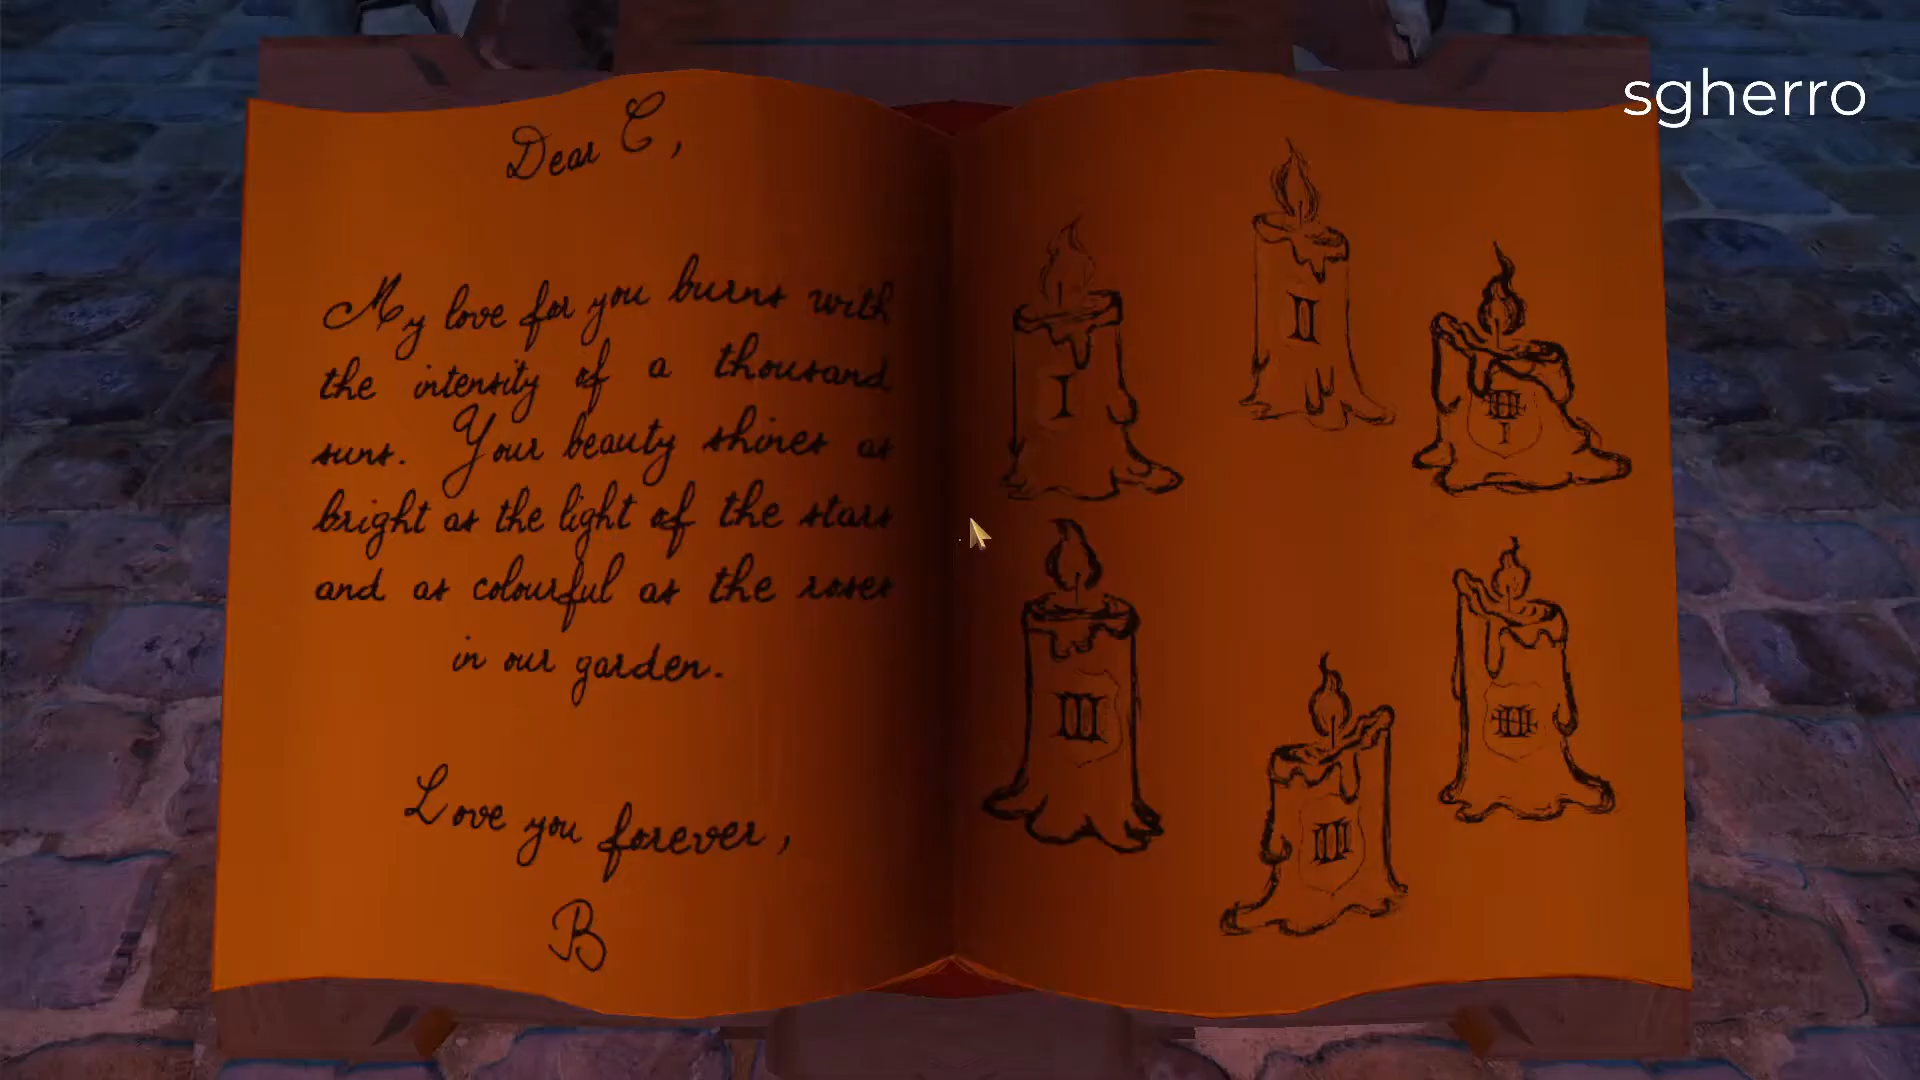 sgherro
Dear C,
My love for you burns with
the intensity of a thousand
suns. Your beauty shines as
bright as the light of the stars
and as colourful as the roses
in our garden.
Love you forever,
B
I
II
III
III